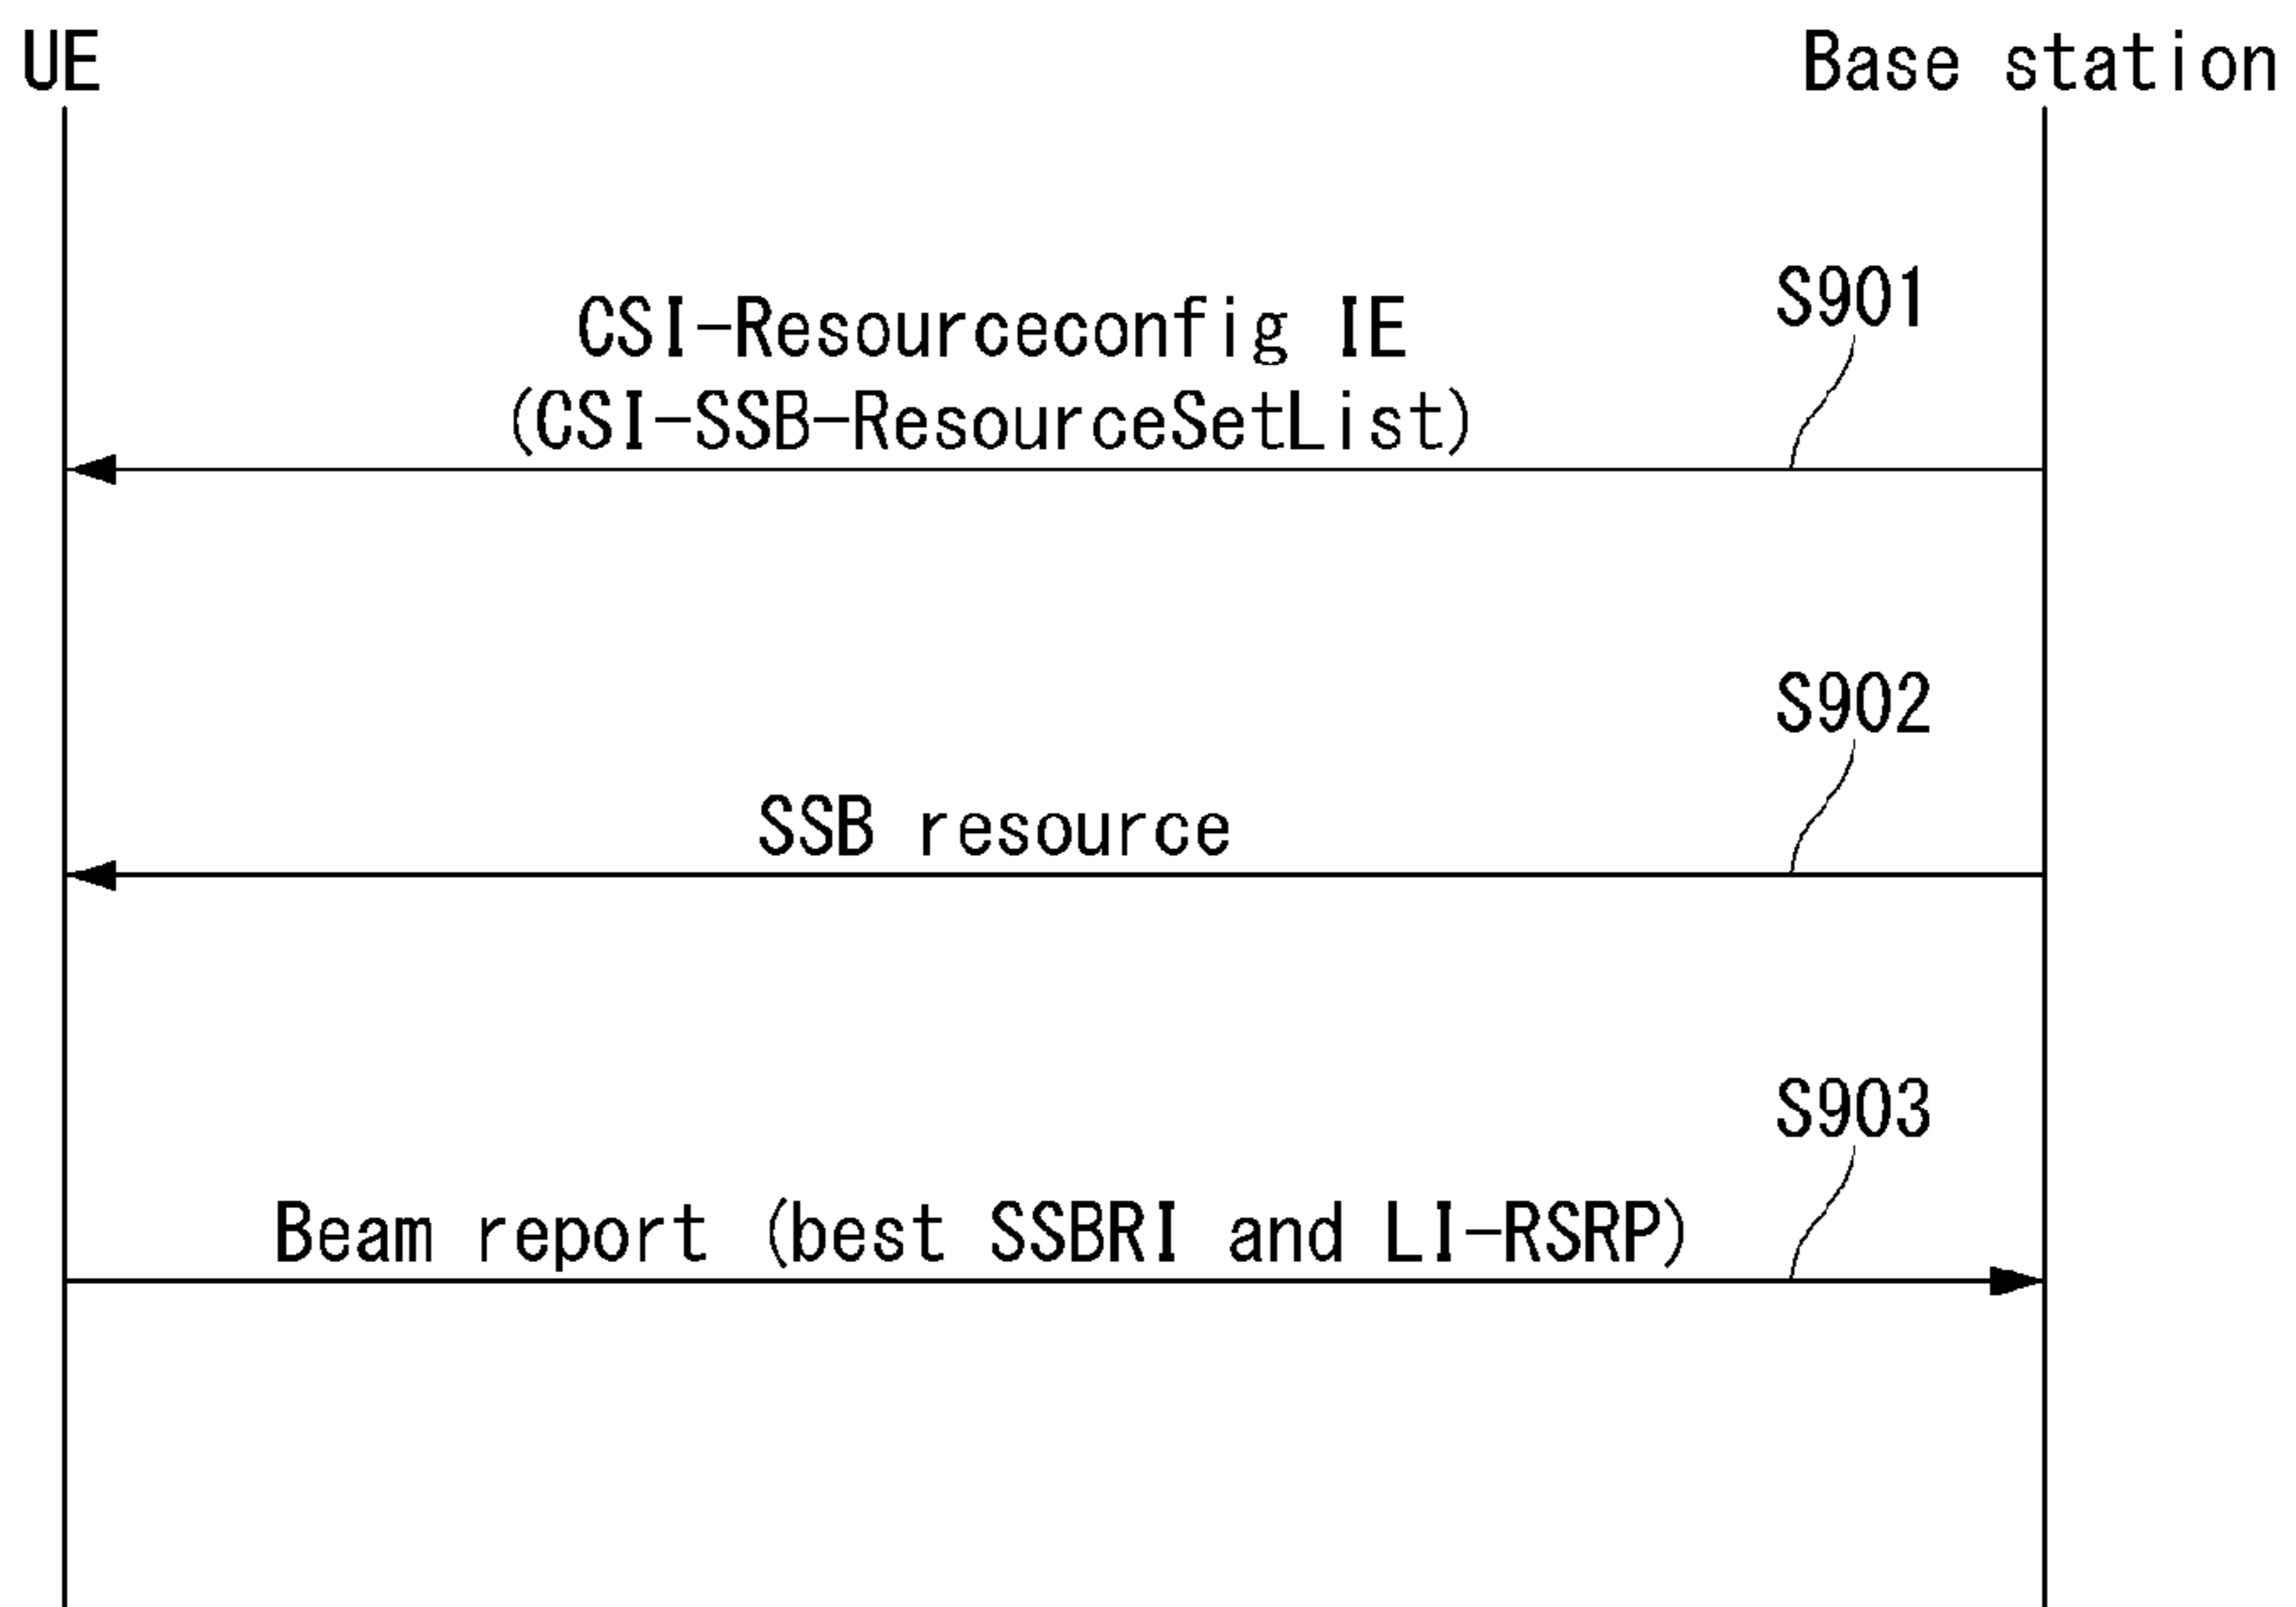 UE
Base station
S901
CSI-Resourceconfig IE
(CSI-SSB-ResourceSetList)
S902
SSB resource
S903
Beam report (best SSBRI and LI-RSRP)